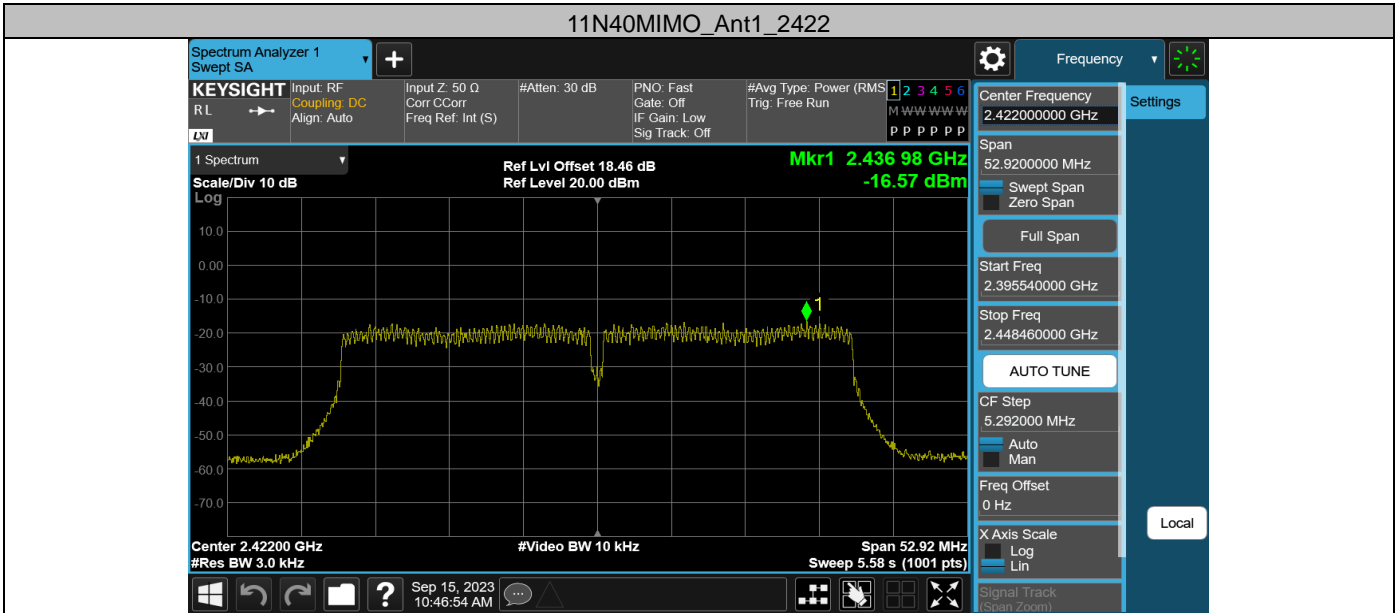 11N40MIMO_Ant1_2422
Spectrum Analyzer 1
Swept SA
+
Frequency
KEYSIGHT
R L
LXI
Input: RF
Coupling: DC
Align: Auto
Input Z: 50 Ω
Corr CCorr
Freq Ref: Int (S)
#Atten: 30 dB
PNO: Fast
Gate: Off
IF Gain: Low
Sig Track: Off
#Avg Type: Power (RMS
Trig: Free Run
1 2 3 4 5 6
M W W W W W
P P P P P P
Center Frequency
2.422000000 GHz
Settings
Span
52.9200000 MHz
Swept Span
Zero Span
Full Span
Start Freq
2.395540000 GHz
Stop Freq
2.448460000 GHz
AUTO TUNE
CF Step
5.292000 MHz
Auto
Man
Freq Offset
0 Hz
X Axis Scale
Log
Lin
Signal Track
(Span Zoom)
Local
1 Spectrum
Scale/Div 10 dB
Log
Ref Lvl Offset 18.46 dB
Ref Level 20.00 dBm
Mkr1 2.436 98 GHz
-16.57 dBm
10.0
0.00
-10.0
-20.0
-30.0
-40.0
-50.0
-60.0
-70.0
1
Center 2.42200 GHz
#Res BW 3.0 kHz
#Video BW 10 kHz
Span 52.92 MHz
Sweep 5.58 s (1001 pts)
?
Sep 15, 2023
10:46:54 AM